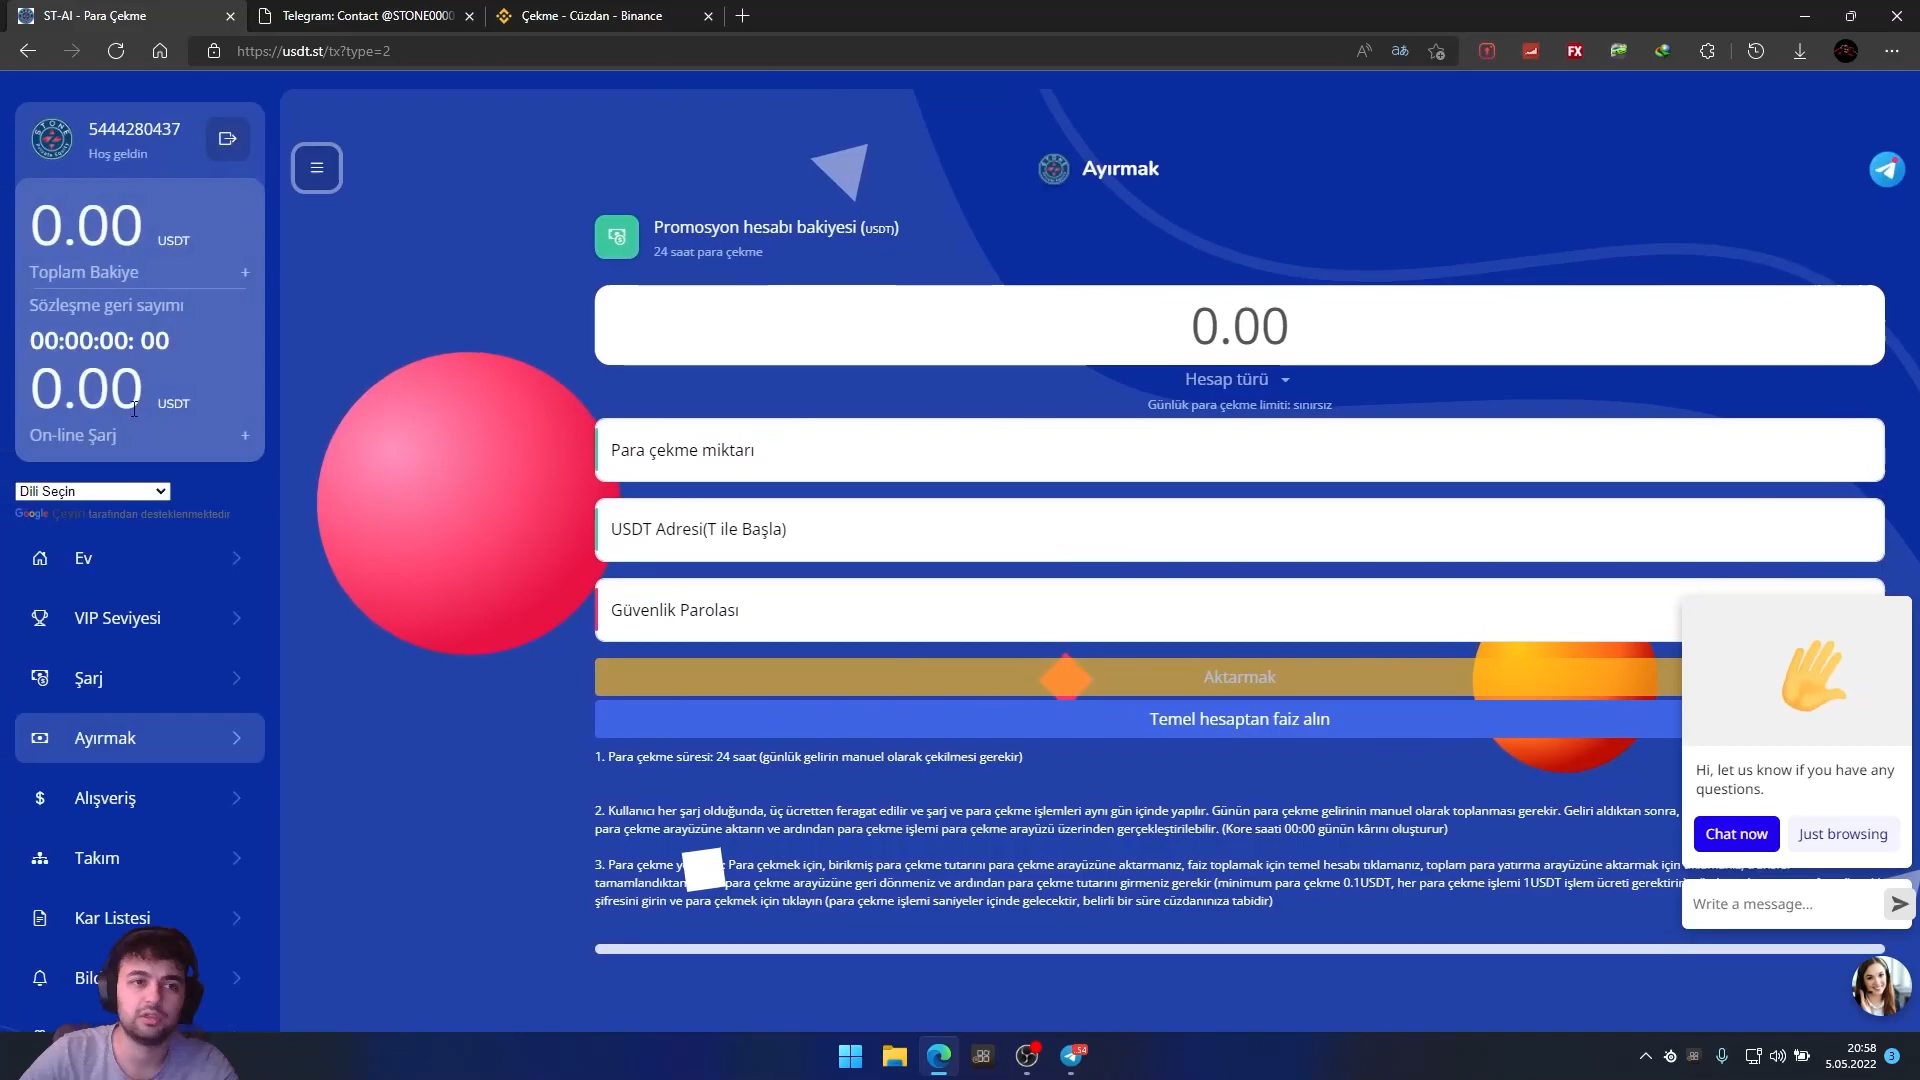 ST-AI - Para Çekme
Telegram: Contact @STONE0000
Çekme - Cüzdan - Binance
https://usdt.st/tx?type=2
5444280437
Hoş geldin
0.00 USDT
Toplam Bakiye +
Sözleşme geri sayımı
00:00:00: 00
0.00 USDT
On-line Şarj +
Dili Seçin
Google Çeviri tarafından desteklenmektedir
Ev
VIP Seviyesi
Şarj
Ayırmak
Alışveriş
Takım
Kar Listesi
Ayırmak
Promosyon hesabı bakiyesi (USDT))
24 saat para çekme
0.00
Hesap türü
Günlük para çekme limiti: sınırsız
Para çekme miktarı
USDT Adresi(T ile Başla)
Güvenlik Parolası
Aktarmak
Temel hesaptan faiz alın
1. Para çekme süresi: 24 saat (günlük gelirin manuel olarak çekilmesi gerekir)
2. Kullanıcı her şarj olduğunda, üç ücretten feragat edilir ve şarj ve para çekme işlemleri aynı gün içinde yapılır. Günün para çekme gelirinin manuel olarak toplanması gerekir. Geliri aldıktan sonra,
para çekme arayüzüne aktarın ve ardından para çekme işlemi para çekme arayüzü üzerinden gerçekleştirilebilir. (Kore saati 00:00 günün kârını oluşturur)
3. Para çekme : Para çekmek için, birikmiş para çekme tutarını para çekme arayüzüne aktarmanız, faiz toplamak için temel hesabı tıklamanız, toplam para yatırma arayüzüne aktarmak için
tamamlandıktan para çekme arayüzüne geri dönmeniz ve ardından para çekme tutarını girmeniz gerekir (minimum para çekme 0.1USDT, her para çekme işlemi 1USDT işlem ücreti gerektirir
şifresini girin ve para çekmek için tıklayın (para çekme işlemi saniyeler içinde gelecektir, belirli bir süre cüzdanınıza tabidir)
Hi, let us know if you have any
questions.
Chat now
Just browsing
Write a message...
STONE
FX
54
20:58
5.05.2022
3